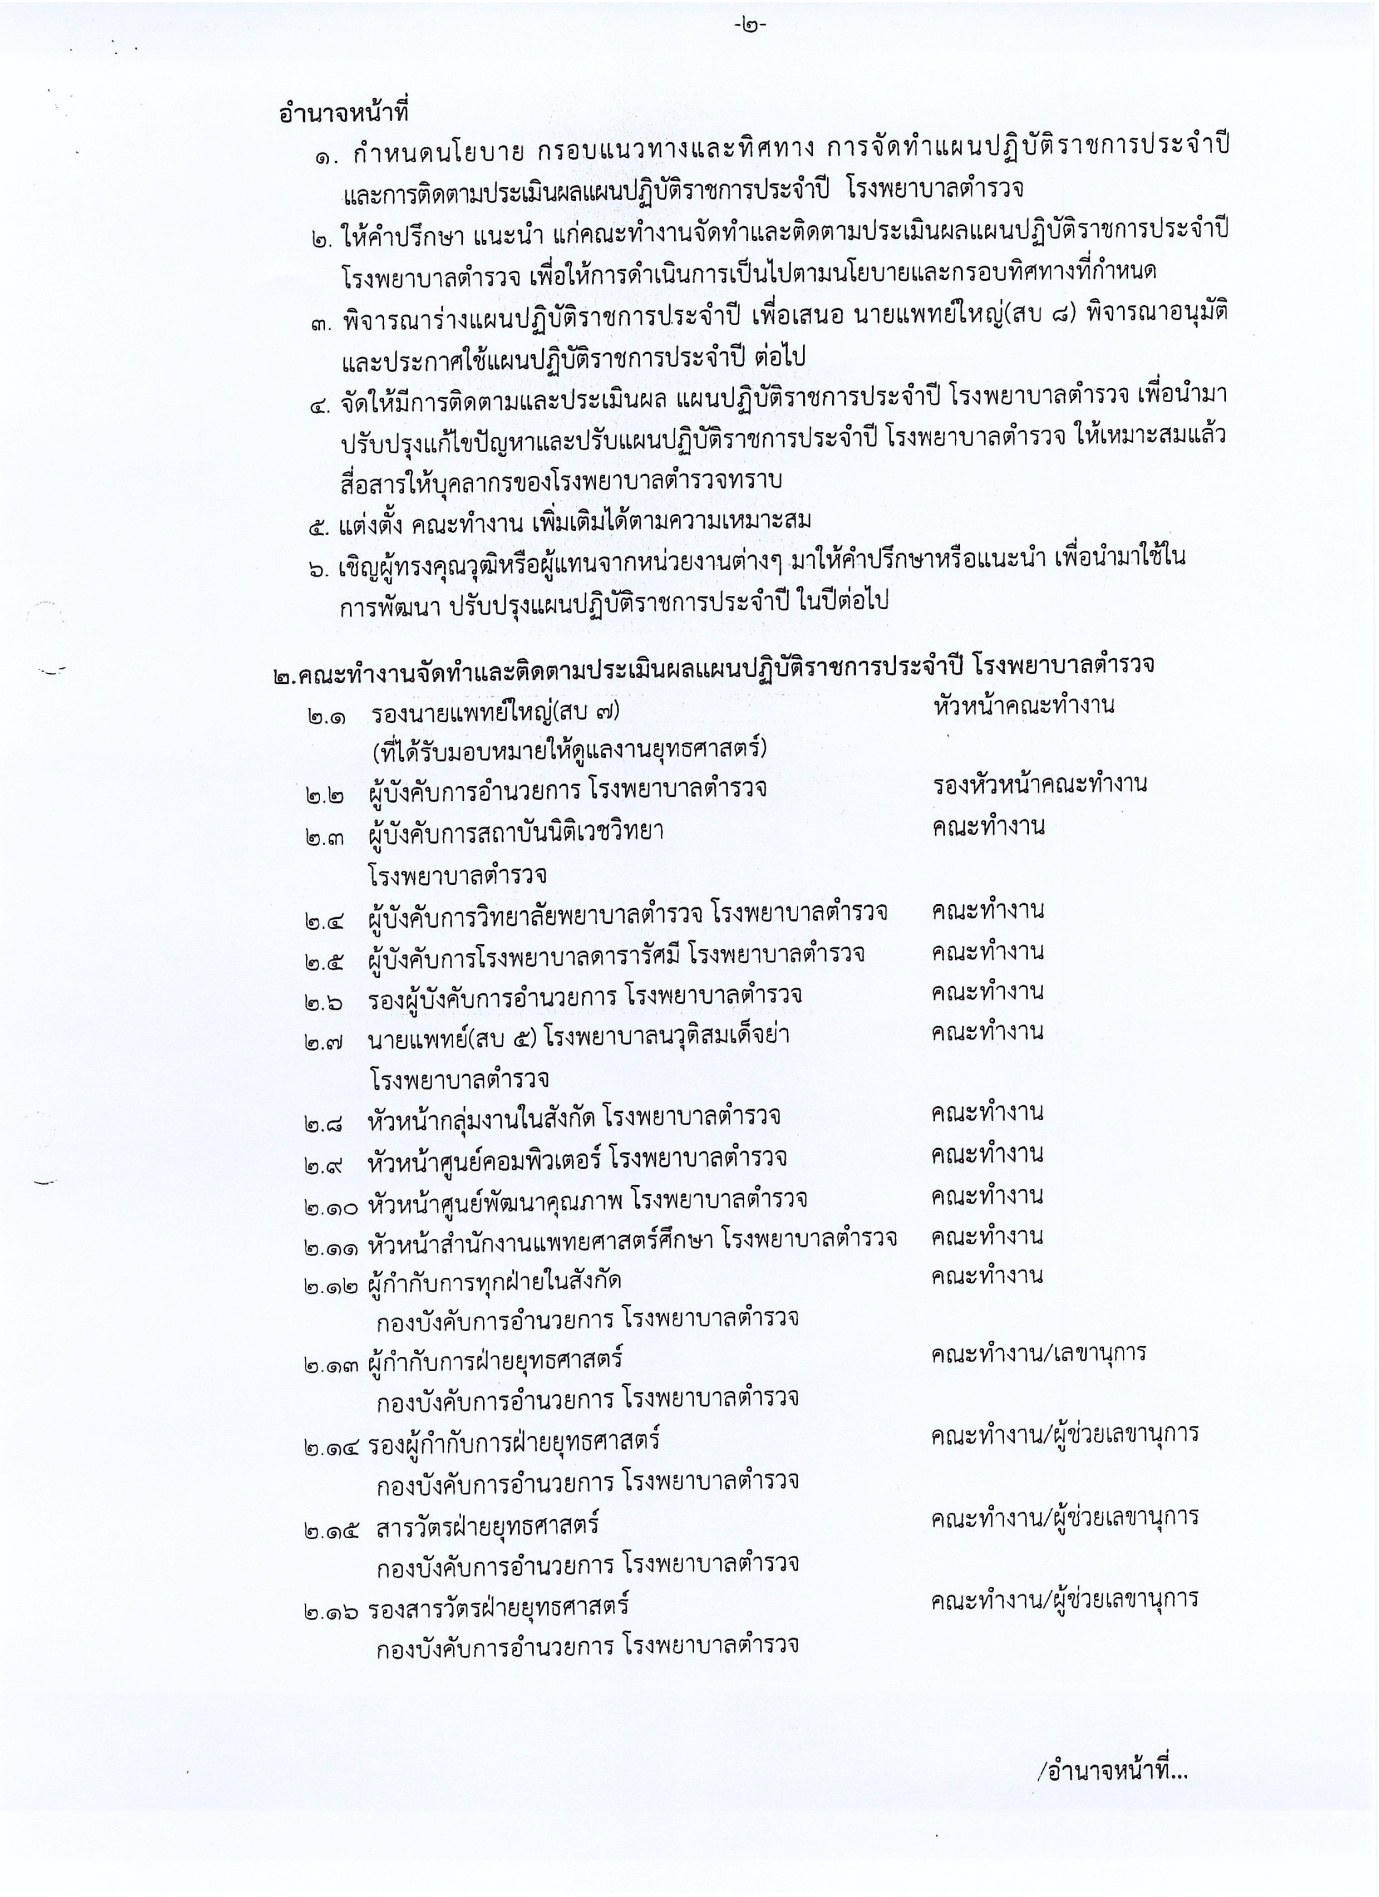 -๒-
อำนาจหน้าที่
๑. กำหนดนโยบาย กรอบแนวทางและทิศทาง การจัดทำแผนปฏิบัติราชการประจำปี
และการติดตามประเมินผลแผนปฏิบัติราชการประจำปี โรงพยาบาลตำรวจ
๒. ให้คำปรึกษา แนะนำ แก่คณะทำงานจัดทำและติดตามประเมินผลแผนปฏิบัติราชการประจำปี
โรงพยาบาลตำรวจ เพื่อให้การดำเนินการเป็นไปตามนโยบายและกรอบทิศทางที่กำหนด
๓. พิจารณาร่างแผนปฏิบัติราชการประจำปี เพื่อเสนอ นายแพทย์ใหญ่(สบ ๘) พิจารณาอนุมัติ
และประกาศใช้แผนปฏิบัติราชการประจำปี ต่อไป
๔. จัดให้มีการติดตามและประเมินผล แผนปฏิบัติราชการประจำปี โรงพยาบาลตำรวจ เพื่อนำมา
ปรับปรุงแก้ไขปัญหาและปรับแผนปฏิบัติราชการประจำปี โรงพยาบาลตำรวจ ให้เหมาะสมแล้ว
สื่อสารให้บุคลากรของโรงพยาบาลตำรวจทราบ
๕. แต่งตั้ง คณะทำงาน เพิ่มเติมได้ตามความเหมาะสม
๖. เชิญผู้ทรงคุณวุฒิหรือผู้แทนจากหน่วยงานต่างๆ มาให้คำปรึกษาหรือแนะนำ เพื่อนำมาใช้ใน
การพัฒนา ปรับปรุงแผนปฏิบัติราชการประจำปี ในปีต่อไป
๒.คณะทำงานจัดทำและติดตามประเมินผลแผนปฏิบัติราชการประจำปี โรงพยาบาลตำรวจ
๒.๑ รองนายแพทย์ใหญ่(สบ ๗) หัวหน้าคณะทำงาน
(ที่ได้รับมอบหมายให้ดูแลงานยุทธศาสตร์)
๒.๒ ผู้บังคับการอำนวยการ โรงพยาบาลตำรวจ รองหัวหน้าคณะทำงาน
๒.๓ ผู้บังคับการสถาบันนิติเวชวิทยา คณะทำงาน
โรงพยาบาลตำรวจ
๒.๔ ผู้บังคับการวิทยาลัยพยาบาลตำรวจ โรงพยาบาลตำรวจ คณะทำงาน
๒.๕ ผู้บังคับการโรงพยาบาลดารารัศมี โรงพยาบาลตำรวจ คณะทำงาน
๒.๖ รองผู้บังคับการอำนวยการ โรงพยาบาลตำรวจ คณะทำงาน
๒.๗ นายแพทย์(สบ ๕) โรงพยาบาลนวุติสมเด็จย่า คณะทำงาน
โรงพยาบาลตำรวจ
๒.๘ หัวหน้ากลุ่มงานในสังกัด โรงพยาบาลตำรวจ คณะทำงาน
๒.๙ หัวหน้าศูนย์คอมพิวเตอร์ โรงพยาบาลตำรวจ คณะทำงาน
๒.๑๐ หัวหน้าศูนย์พัฒนาคุณภาพ โรงพยาบาลตำรวจ คณะทำงาน
๒.๑๑ หัวหน้าสำนักงานแพทยศาสตร์ศึกษา โรงพยาบาลตำรวจ คณะทำงาน
๒.๑๒ ผู้กำกับการทุกฝ่ายในสังกัด คณะทำงาน
กองบังคับการอำนวยการ โรงพยาบาลตำรวจ
๒.๑๓ ผู้กำกับการฝ่ายยุทธศาสตร์ คณะทำงาน/เลขานุการ
กองบังคับการอำนวยการ โรงพยาบาลตำรวจ
๒.๑๔ รองผู้กำกับการฝ่ายยุทธศาสตร์ คณะทำงาน/ผู้ช่วยเลขานุการ
กองบังคับการอำนวยการ โรงพยาบาลตำรวจ
๒.๑๕ สารวัตรฝ่ายยุทธศาสตร์ คณะทำงาน/ผู้ช่วยเลขานุการ
กองบังคับการอำนวยการ โรงพยาบาลตำรวจ
๒.๑๖ รองสารวัตรฝ่ายยุทธศาสตร์ คณะทำงาน/ผู้ช่วยเลขานุการ
กองบังคับการอำนวยการ โรงพยาบาลตำรวจ
/อำนาจหน้าที่...